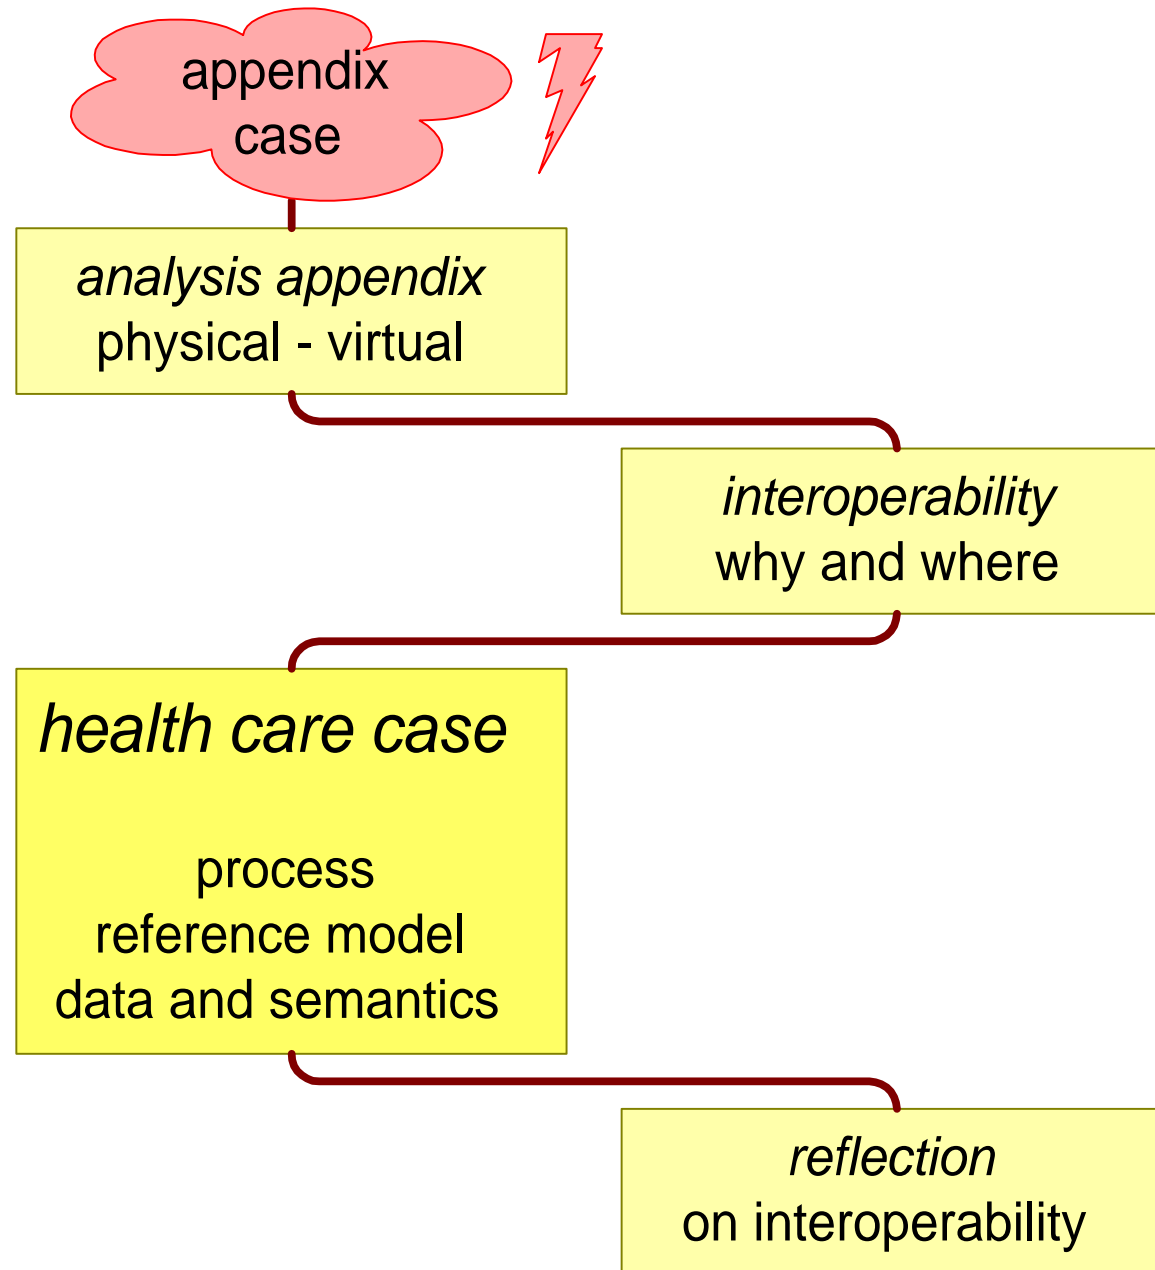 appendix
case
analysis appendix
physical - virtual
interoperability
why and where
health care case
process
reference model
data and semantics
reflection
on interoperability